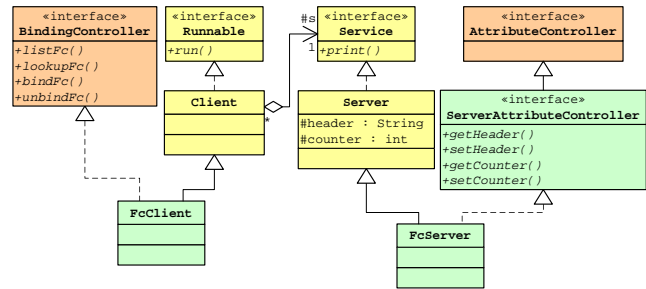 «interface»
BindingController
+listFc()
+lookupFc()
+bindFc()
+unbindFc()
«interface»
Runnable
+run()
#s
1
«interface»
Service
+print()
«interface»
AttributeController
Client
*
Server
#header : String
#counter : int
«interface»
ServerAttributeController
+getHeader()
+setHeader()
+getCounter()
+setCounter()
FcClient
FcServer